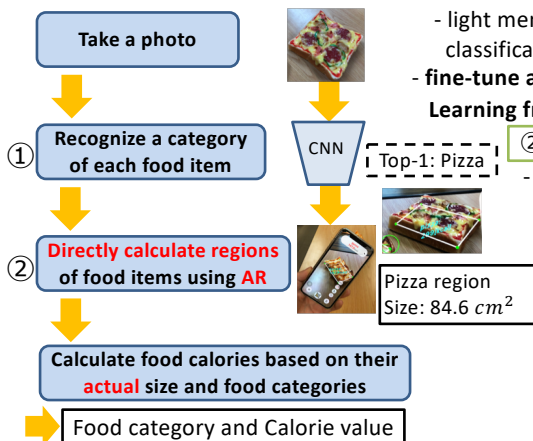 Take a photo
① Recognize a category
of each food item
② Directly calculate regions
of food items using AR
Calculate food calories based on their
actual size and food categories
Food category and Calorie value
CNN
Top-1: Pizza
Pizza region
Size: 84.6 cm²
- light
classifica
- fine-tune a
Learning fr
②
-